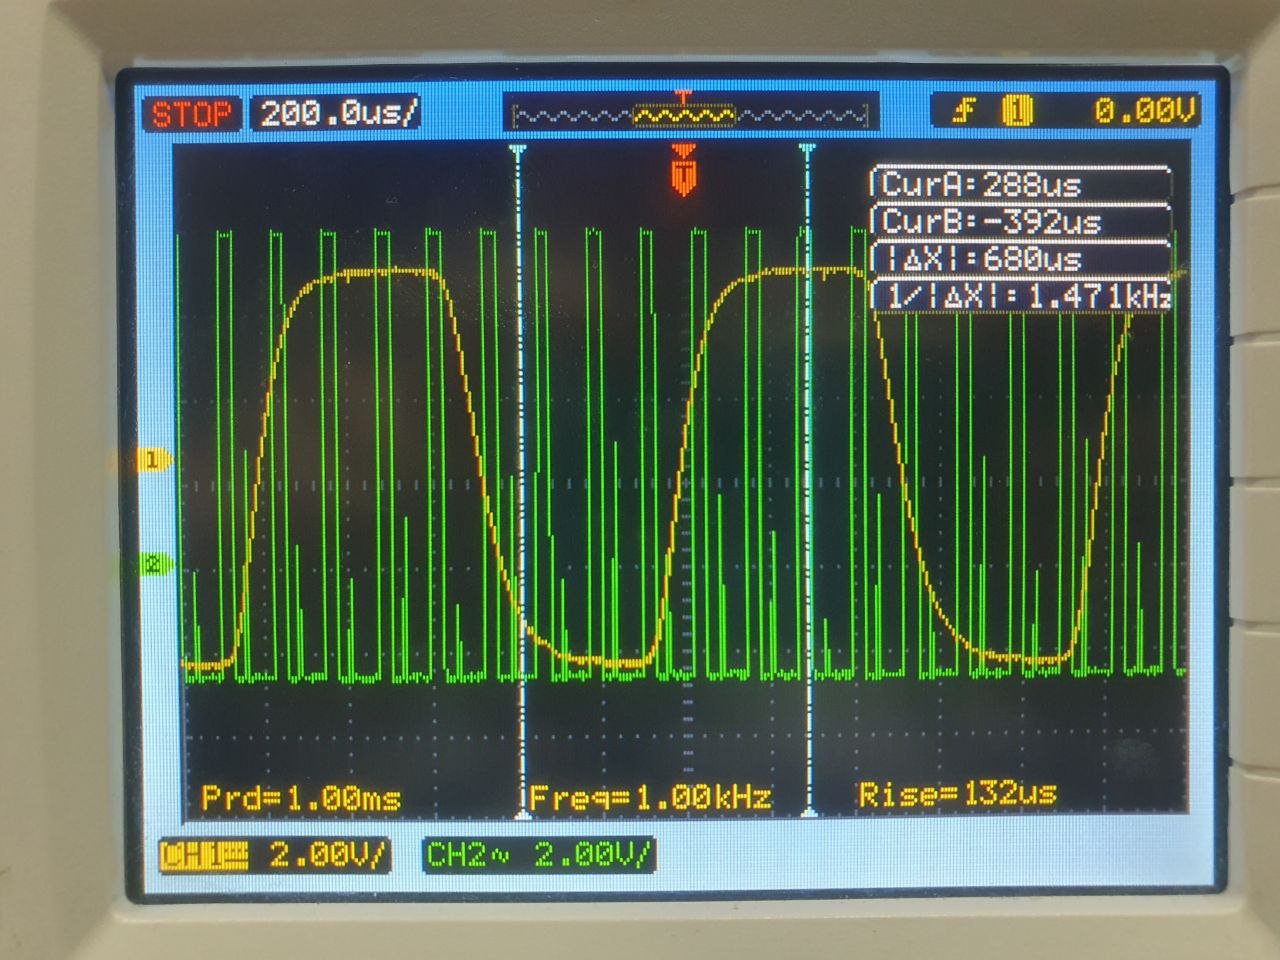 STOP 200.0us/ T 1 0.00V
T
CurA:288us
CurB:-392us
|ΔX|:680us
1/|ΔX|:1.471kHz
1
2
Prd=1.00ms Freq=1.00kHz Rise=132us
2.00V/ CH2~ 2.00V/